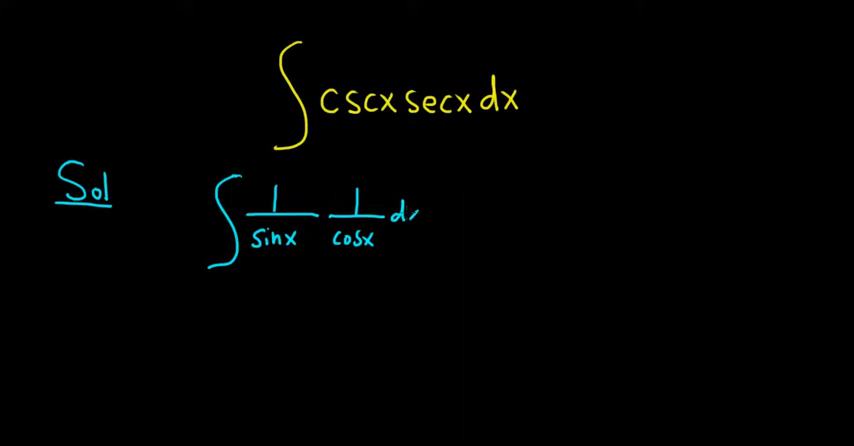 ∫ cscx secx dx
Sol
∫ 1/sinx 1/cosx d